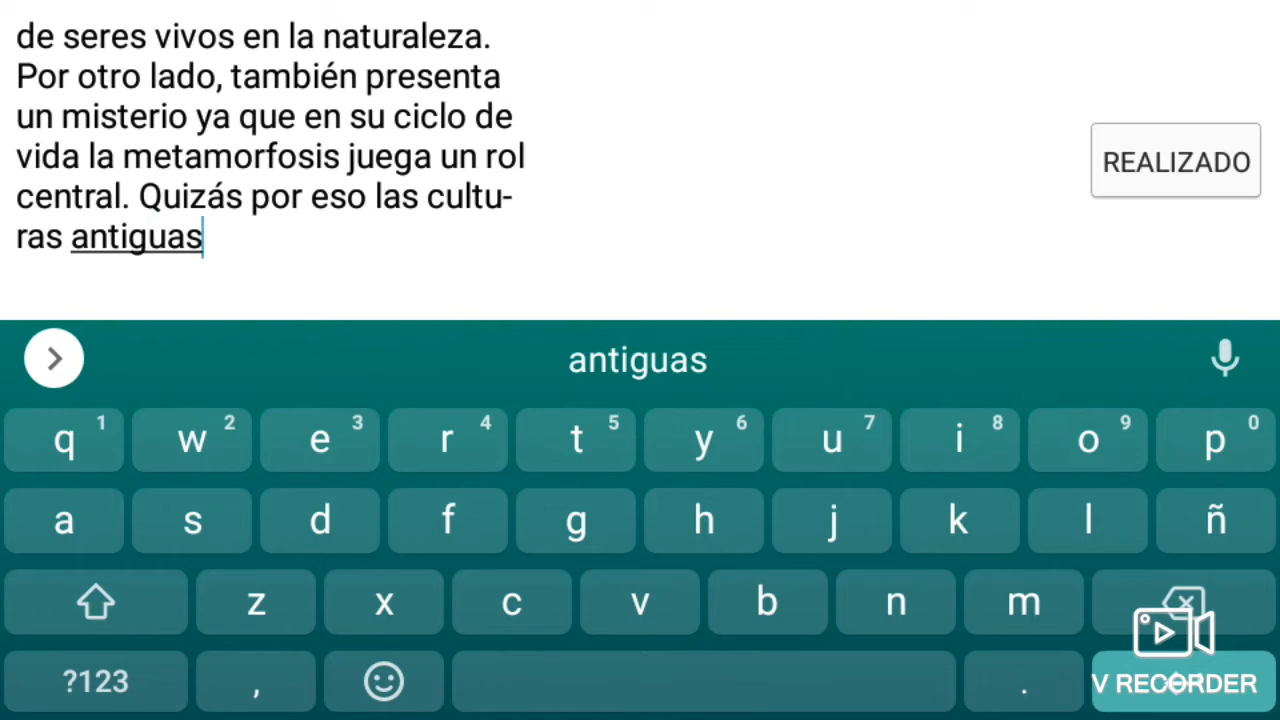 de seres vivos en la naturaleza.
Por otro lado, también presenta
un misterio ya que en su ciclo de
vida la metamorfosis juega un rol
central. Quizás por eso las cultu-
ras antiguas
REALIZADO
antiguas
q 1 w 2 e 3 r 4 t 5 y 6 u 7 i 8 o 9 p 0
a s d f g h j k l ñ
z x c v b n m
?123 , .
V RECORDER